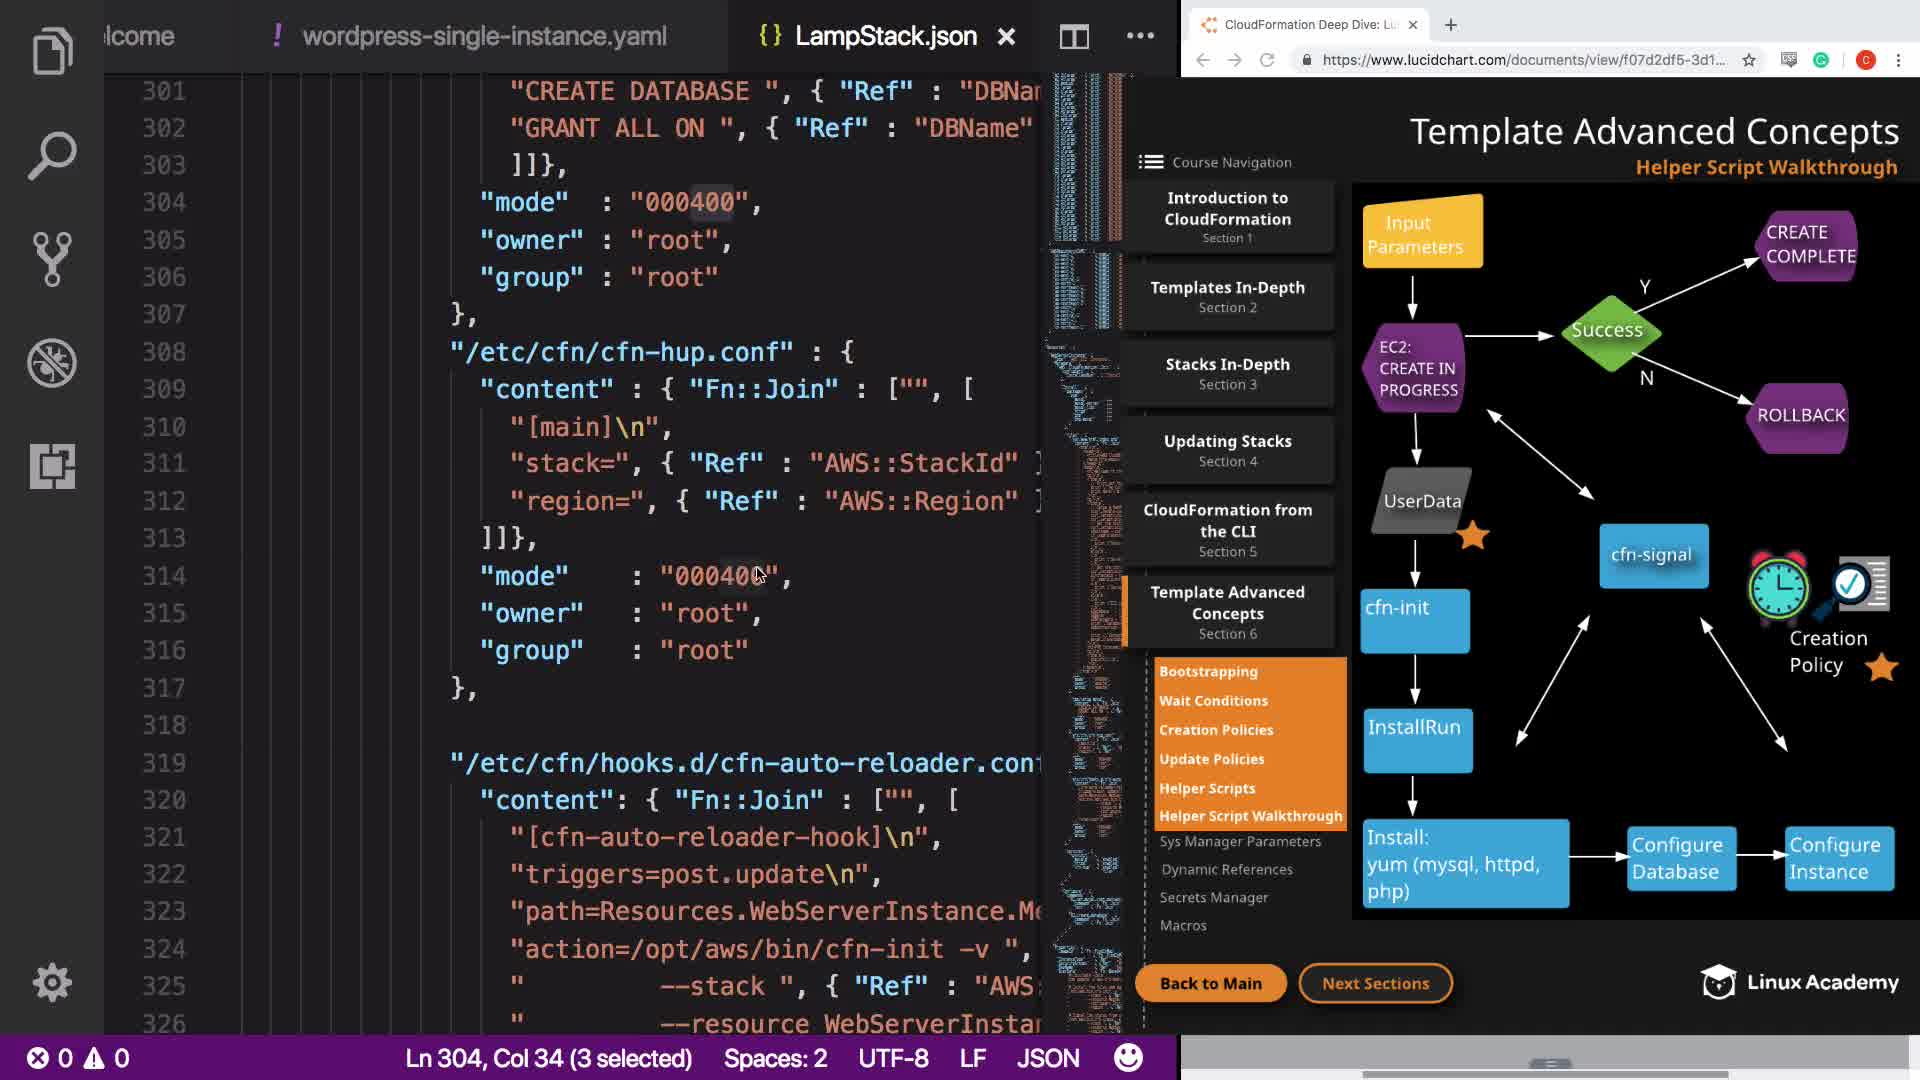 lcome
! wordpress-single-instance.yaml
{} LampStack.json
301 "CREATE DATABASE ", { "Ref" : "DBNam
302 "GRANT ALL ON ", { "Ref" : "DBName"
303 ]]},
304 "mode" : "000400",
305 "owner" : "root",
306 "group" : "root"
307 },
308 "/etc/cfn/cfn-hup.conf" : {
309 "content" : { "Fn::Join" : ["", [
310 "[main]\n",
311 "stack=", { "Ref" : "AWS::StackId" }
312 "region=", { "Ref" : "AWS::Region" }
313 ]]},
314 "mode" : "000400",
315 "owner" : "root",
316 "group" : "root"
317 },
318
319 "/etc/cfn/hooks.d/cfn-auto-reloader.conf
320 "content": { "Fn::Join" : ["", [
321 "[cfn-auto-reloader-hook]\n",
322 "triggers=post.update\n",
323 "path=Resources.WebServerInstance.Me
324 "action=/opt/aws/bin/cfn-init -v ",
325 " --stack ", { "Ref" : "AWS:
326 " --resource WebServerInstan
0 0
Ln 304, Col 34 (3 selected)
Spaces: 2
UTF-8
LF
JSON
CloudFormation Deep Dive: Lu
https://www.lucidchart.com/documents/view/f07d2df5-3d1...
C
Template Advanced Concepts
Helper Script Walkthrough
Course Navigation
Introduction to
CloudFormation
Section 1
Templates In-Depth
Section 2
Stacks In-Depth
Section 3
Updating Stacks
Section 4
CloudFormation from
the CLI
Section 5
Template Advanced
Concepts
Section 6
Bootstrapping
Wait Conditions
Creation Policies
Update Policies
Helper Scripts
Helper Script Walkthrough
Sys Manager Parameters
Dynamic References
Secrets Manager
Macros
Back to Main
Next Sections
Input
Parameters
EC2:
CREATE IN
PROGRESS
Success
Y
N
CREATE
COMPLETE
ROLLBACK
UserData
cfn-signal
cfn-init
Creation
Policy
InstallRun
Install:
yum (mysql, httpd,
php)
Configure
Database
Configure
Instance
Linux Academy